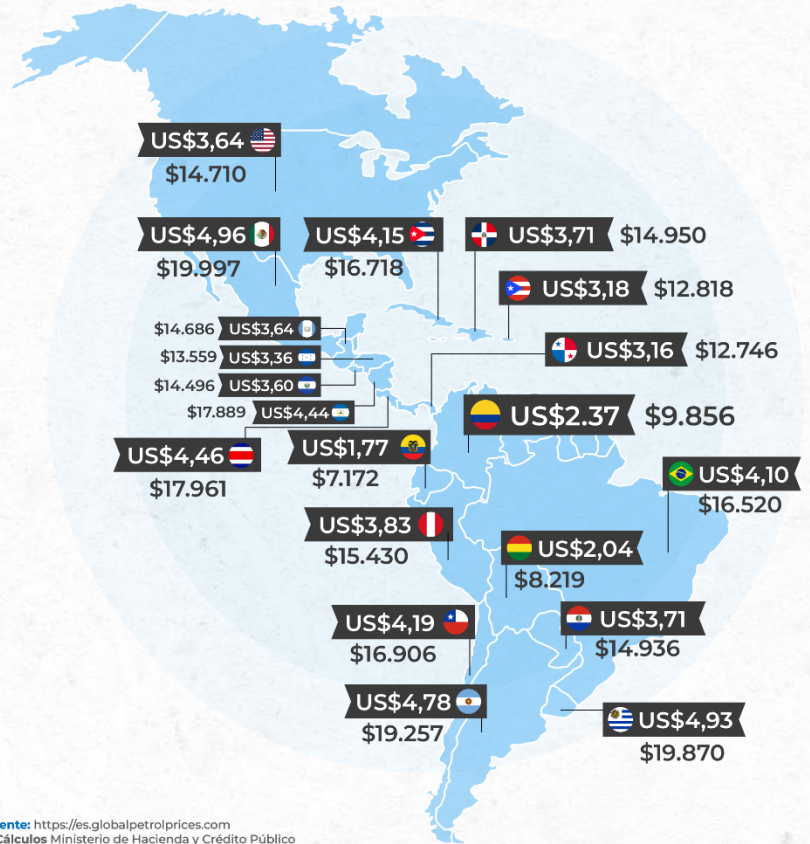 US$3,64
$14.710
US$4,96
$19.997
US$4,15
$16.718
US$3,71 $14.950
US$3,18 $12.818
$14.686 US$3,64
$13.559 US$3,36
$14.496 US$3,60
$17.889 US$4,44
US$3,16 $12.746
US$2.37 $9.856
US$4,46
$17.961
US$1,77
$7.172
US$4,10
$16.520
US$3,83
$15.430
US$2,04
$8.219
US$4,19
$16.906
US$3,71
$14.936
US$4,78
$19.257
US$4,93
$19.870
ente: https://es.globalpetrolprices.com
Cálculos Ministerio de Hacienda y Crédito Público